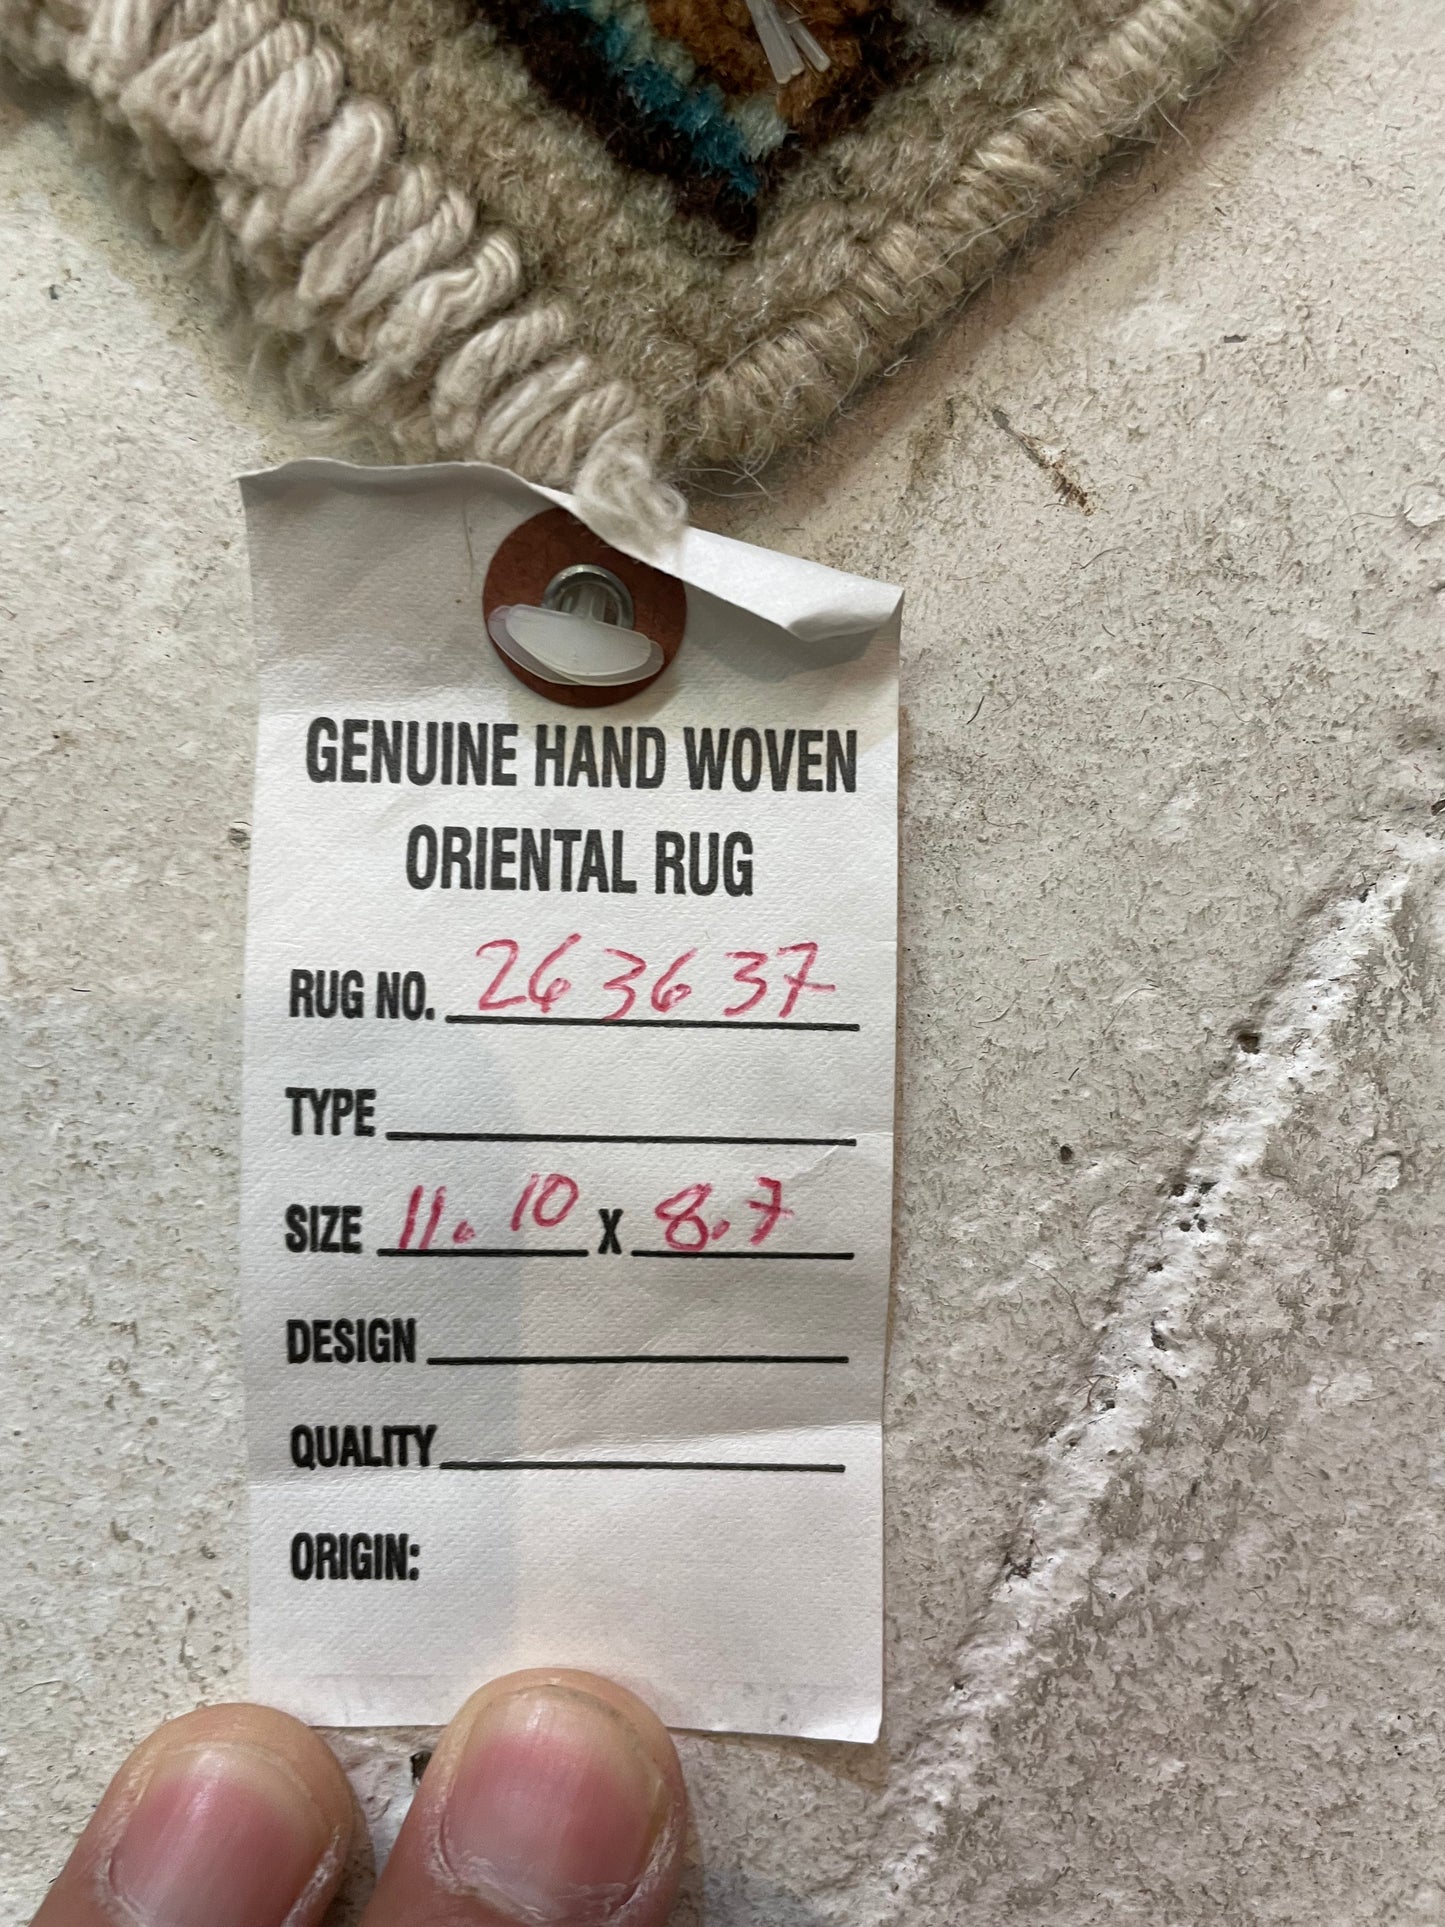 GENUINE HAND WOVEN
ORIENTAL RUG
RUG NO. 263637
TYPE
SIZE 11.10 X 8.7
DESIGN
QUALITY
ORIGIN: